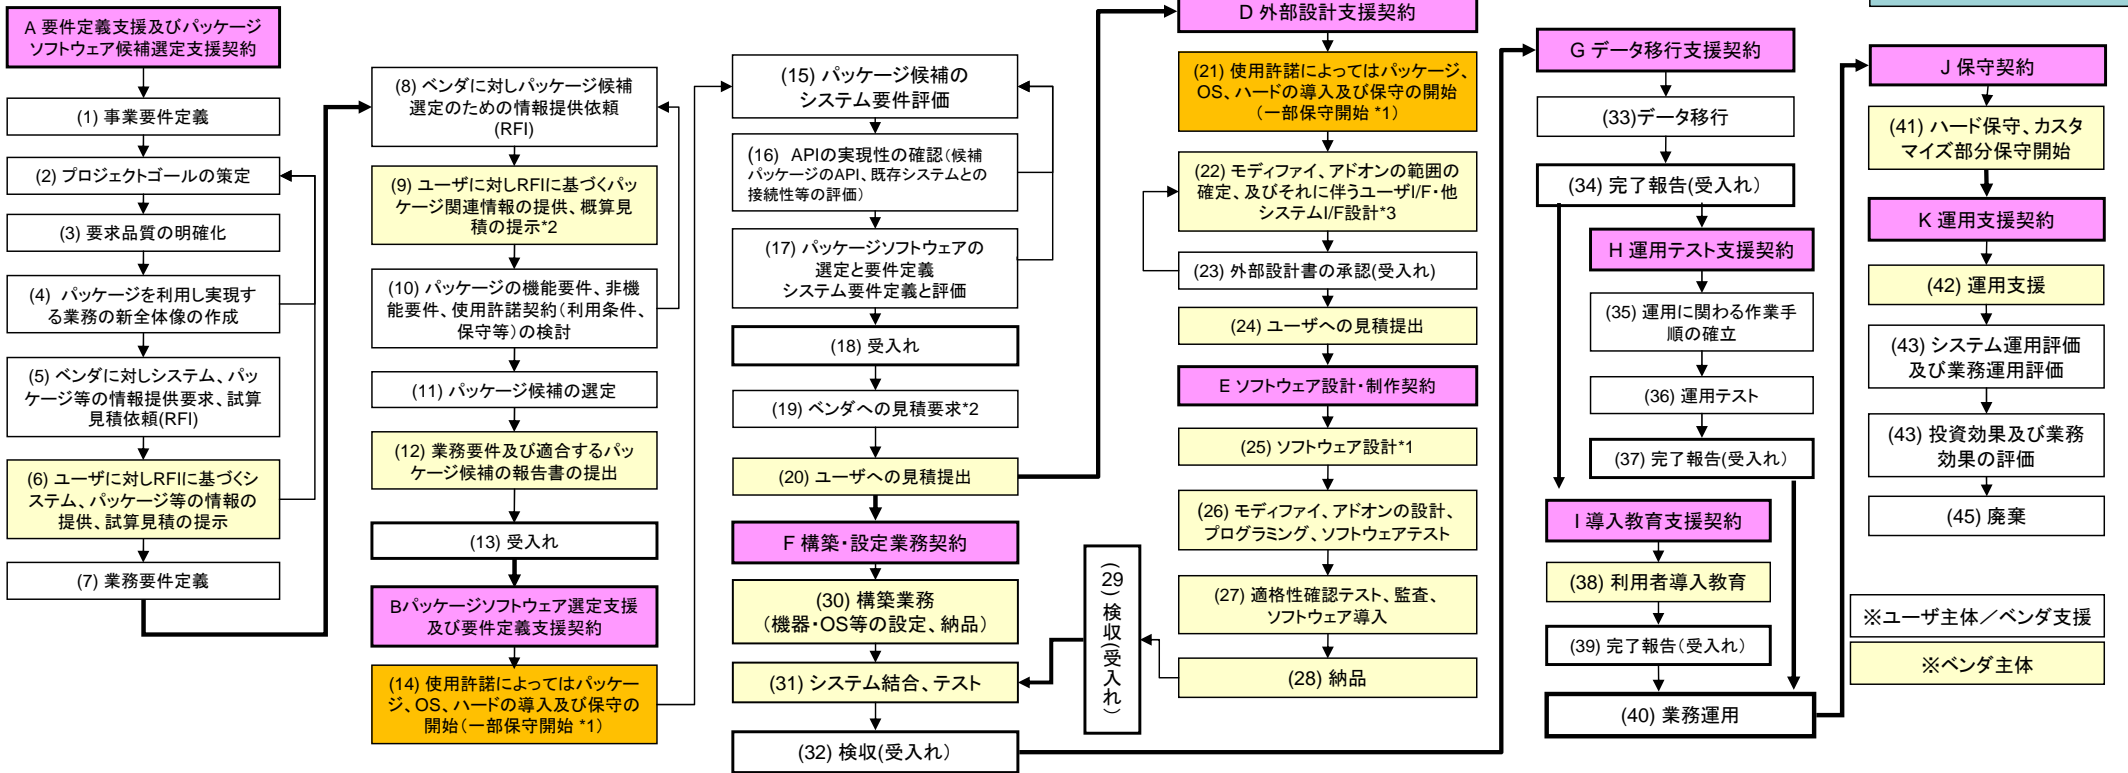 A 要件定義支援及びパッケージ
ソフトウェア候補選定支援契約
(1) 事業要件定義
(2) プロジェクトゴールの策定
(3) 要求品質の明確化
(4) パッケージを利用し実現す
る業務の新全体像の作成
(5) ベンダに対しシステム、パッ
ケージ等の情報提供要求、試算
見積依頼(RFI)
(6) ユーザに対しRFIに基づくシ
ステム、パッケージ等の情報の
提供、試算見積の提示
(7) 業務要件定義
(8) ベンダに対しパッケージ候補
選定のための情報提供依頼
(RFI)
(9) ユーザに対しRFIに基づくパッ
ケージ関連情報の提供、概算見
積の提示*2
(10) パッケージの機能要件、非機
能要件、使用許諾契約(利用条件、
保守等)の検討
(11) パッケージ候補の選定
(12) 業務要件及び適合するパッ
ケージ候補の報告書の提出
(13) 受入れ
Bパッケージソフトウェア選定支援
及び要件定義支援契約
(14) 使用許諾によってはパッケー
ジ、OS、ハードの導入及び保守の
開始(一部保守開始 *1)
(15) パッケージ候補の
システム要件評価
(16) APIの実現性の確認(候補
パッケージのAPI、既存システムとの
接続性等の評価)
(17) パッケージソフトウェアの
選定と要件定義
システム要件定義と評価
(18) 受入れ
(19) ベンダへの見積要求*2
(20) ユーザへの見積提出
F 構築・設定業務契約
(30) 構築業務
(機器・OS等の設定、納品)
(31) システム結合、テスト
(32) 検収(受入れ)
(29)検収(受入れ)
D 外部設計支援契約
(21) 使用許諾によってはパッケージ、
OS、ハードの導入及び保守の開始
(一部保守開始 *1)
(22) モディファイ、アドオンの範囲の
確定、及びそれに伴うユーザI/F・他
システムI/F設計*3
(23) 外部設計書の承認(受入れ)
(24) ユーザへの見積提出
E ソフトウェア設計・制作契約
(25) ソフトウェア設計*1
(26) モディファイ、アドオンの設計、
プログラミング、ソフトウェアテスト
(27) 適格性確認テスト、監査、
ソフトウェア導入
(28) 納品
G データ移行支援契約
(33)データ移行
(34) 完了報告(受入れ)
H 運用テスト支援契約
(35) 運用に関わる作業手
順の確立
(36) 運用テスト
(37) 完了報告(受入れ)
I 導入教育支援契約
(38) 利用者導入教育
(39) 完了報告(受入れ)
(40) 業務運用
J 保守契約
(41) ハード保守、カスタ
マイズ部分保守開始
K 運用支援契約
(42) 運用支援
(43) システム運用評価
及び業務運用評価
(43) 投資効果及び業務
効果の評価
(45) 廃棄
※ユーザ主体/ベンダ支援
※ベンダ主体